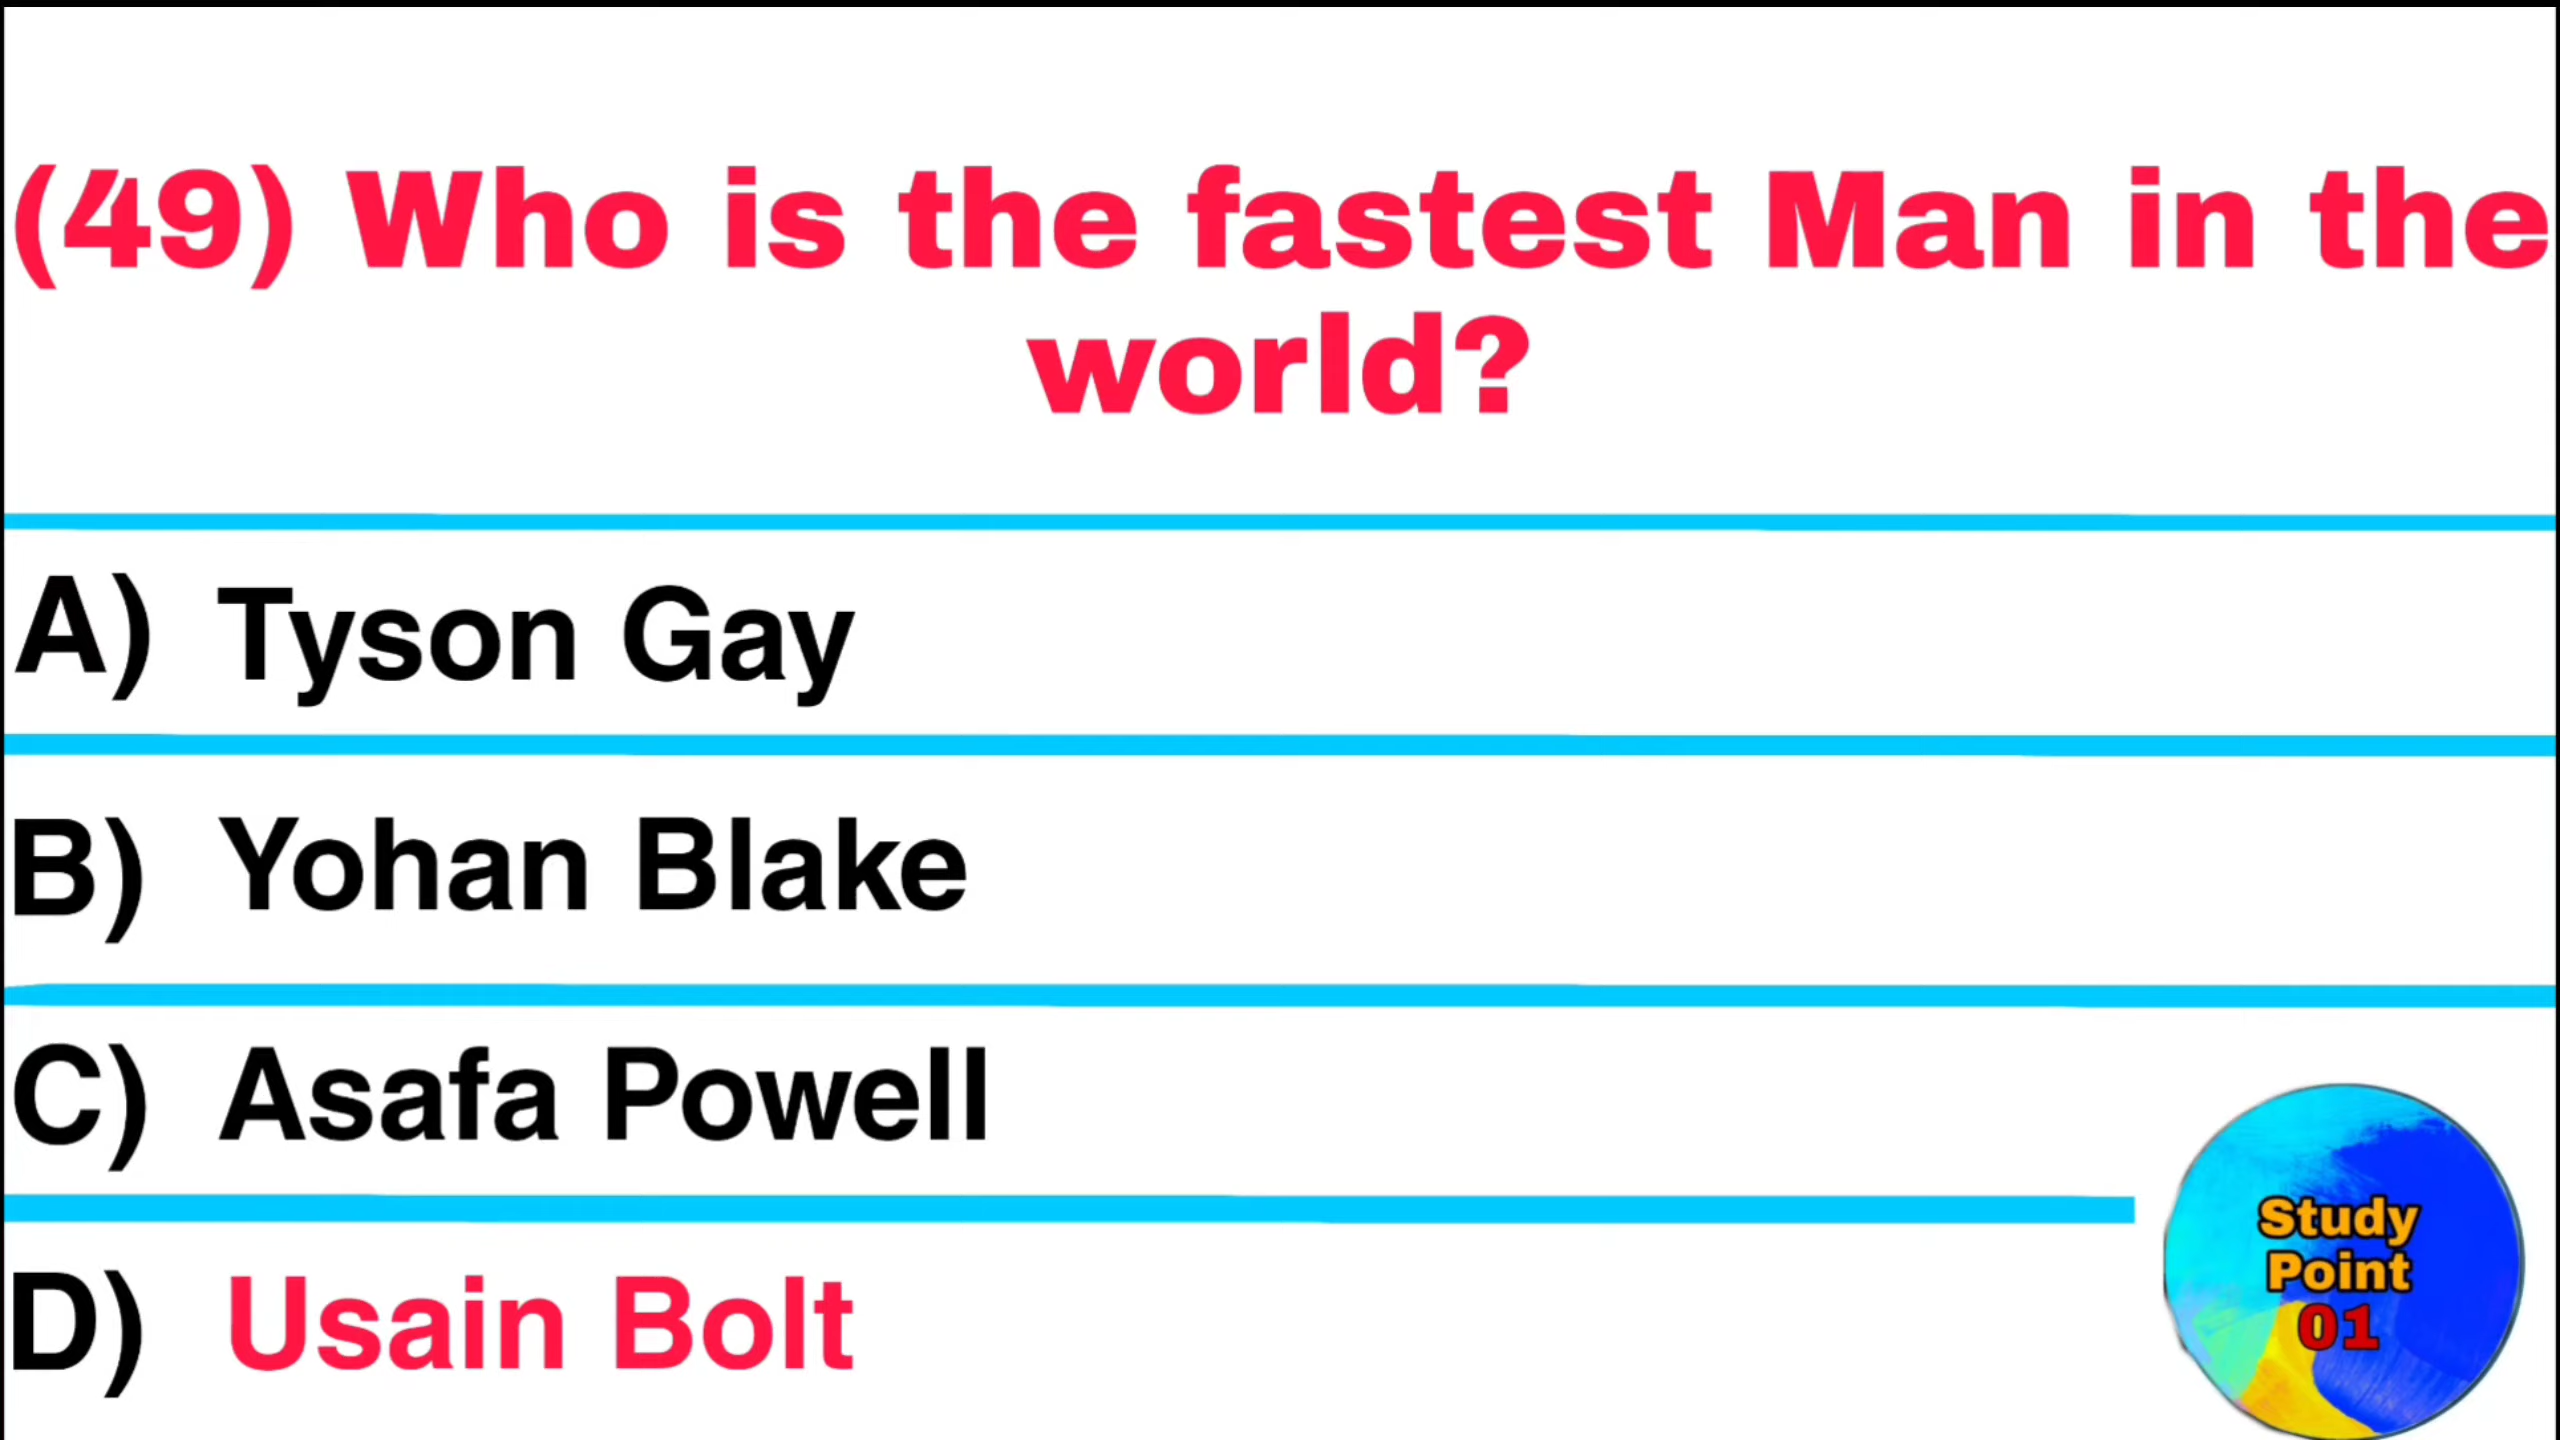 (49) Who is the fastest Man in the
world?
A) Tyson Gay
B) Yohan Blake
C) Asafa Powell
D) Usain Bolt
Study
Point
01